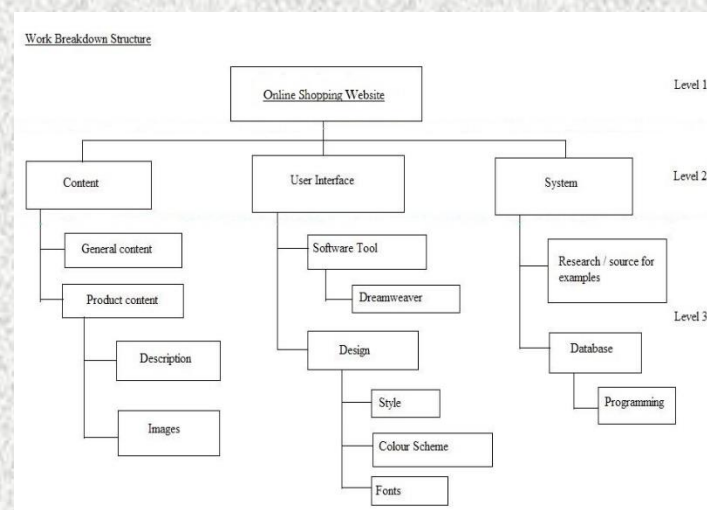 Work Breakdown Structure
Online Shopping Website
Level 1
Content
User Interface
System
Level 2
General content
Product content
Description
Images
Software Tool
Dreamweaver
Design
Style
Colour Scheme
Fonts
Research / source for
examples
Level 3
Database
Programming